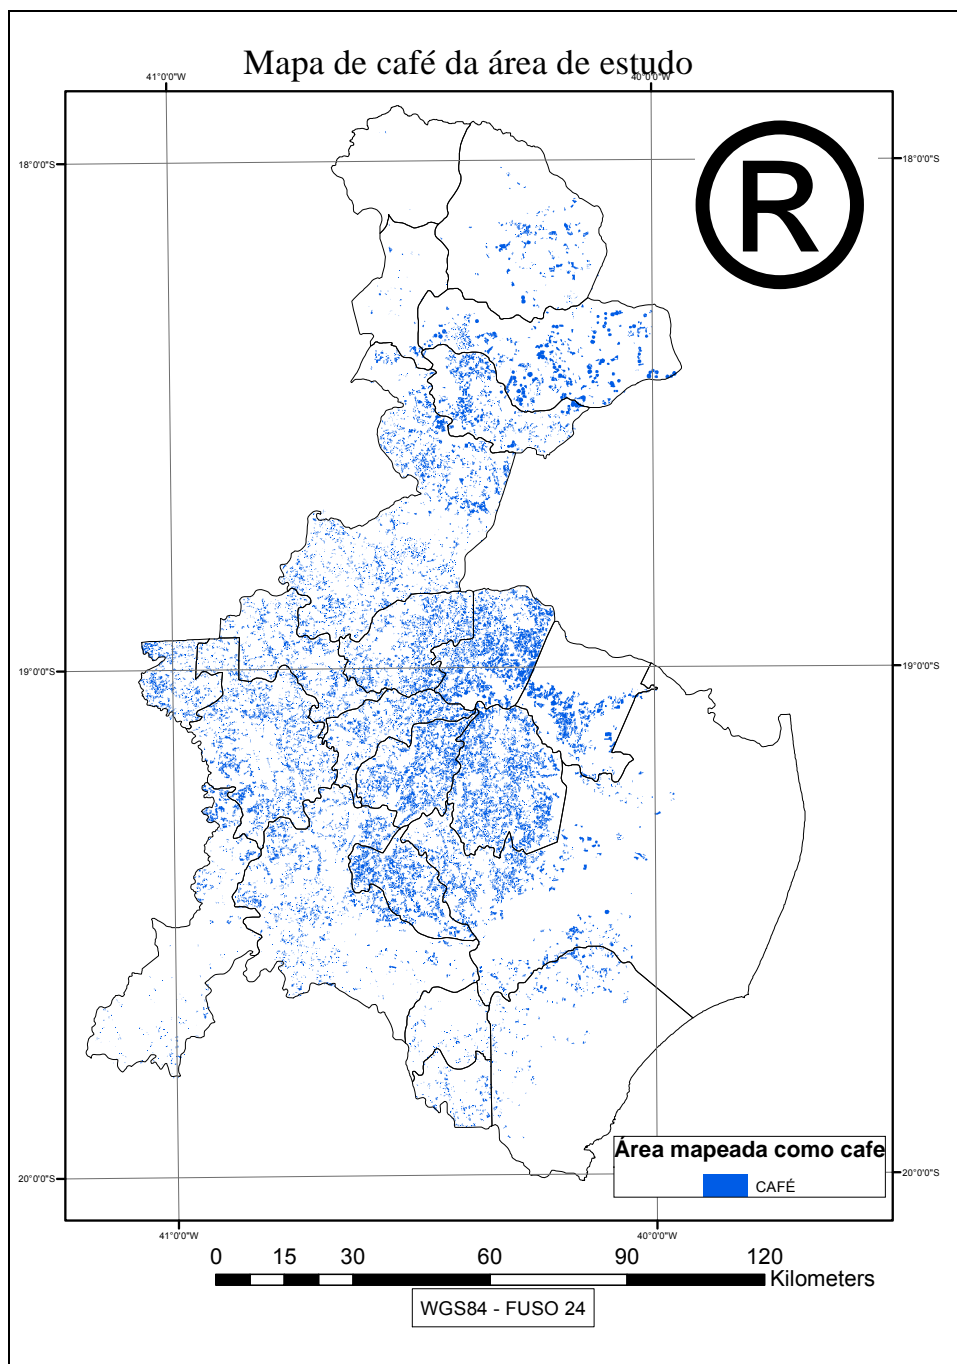 Mapa de café da área de estudo
41°0'0"W
40°0'0"W
18°0'0"S
18°0'0"S
R
19°0'0"S
19°0'0"S
Área mapeada como cafe
CAFÉ
20°0'0"S
20°0'0"S
41°0'0"W
40°0'0"W
0 15 30 60 90 120
Kilometers
WGS84 - FUSO 24